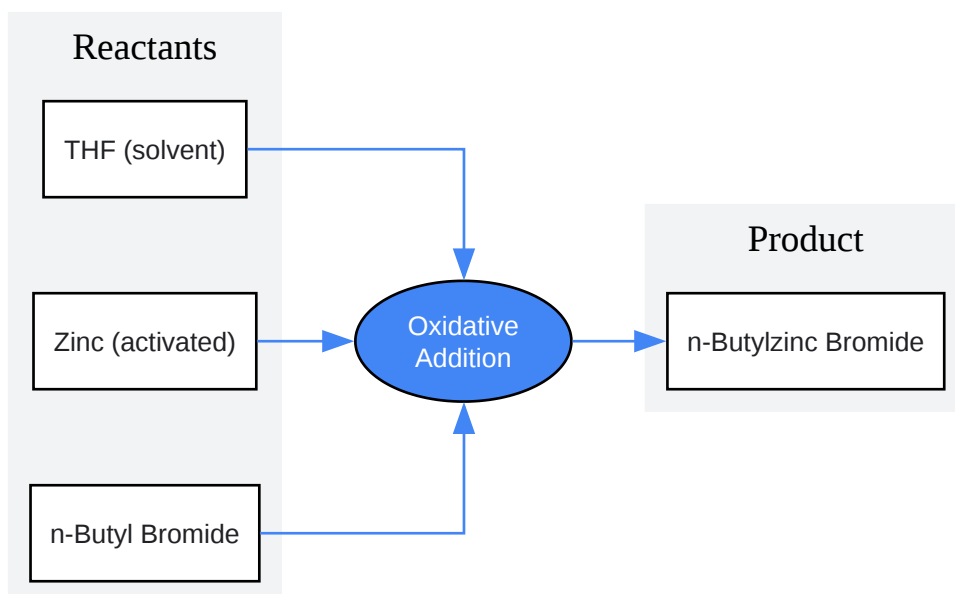 Reactants
THF (solvent)
Zinc (activated)
n-Butyl Bromide
Oxidative
Addition
Product
n-Butylzinc Bromide